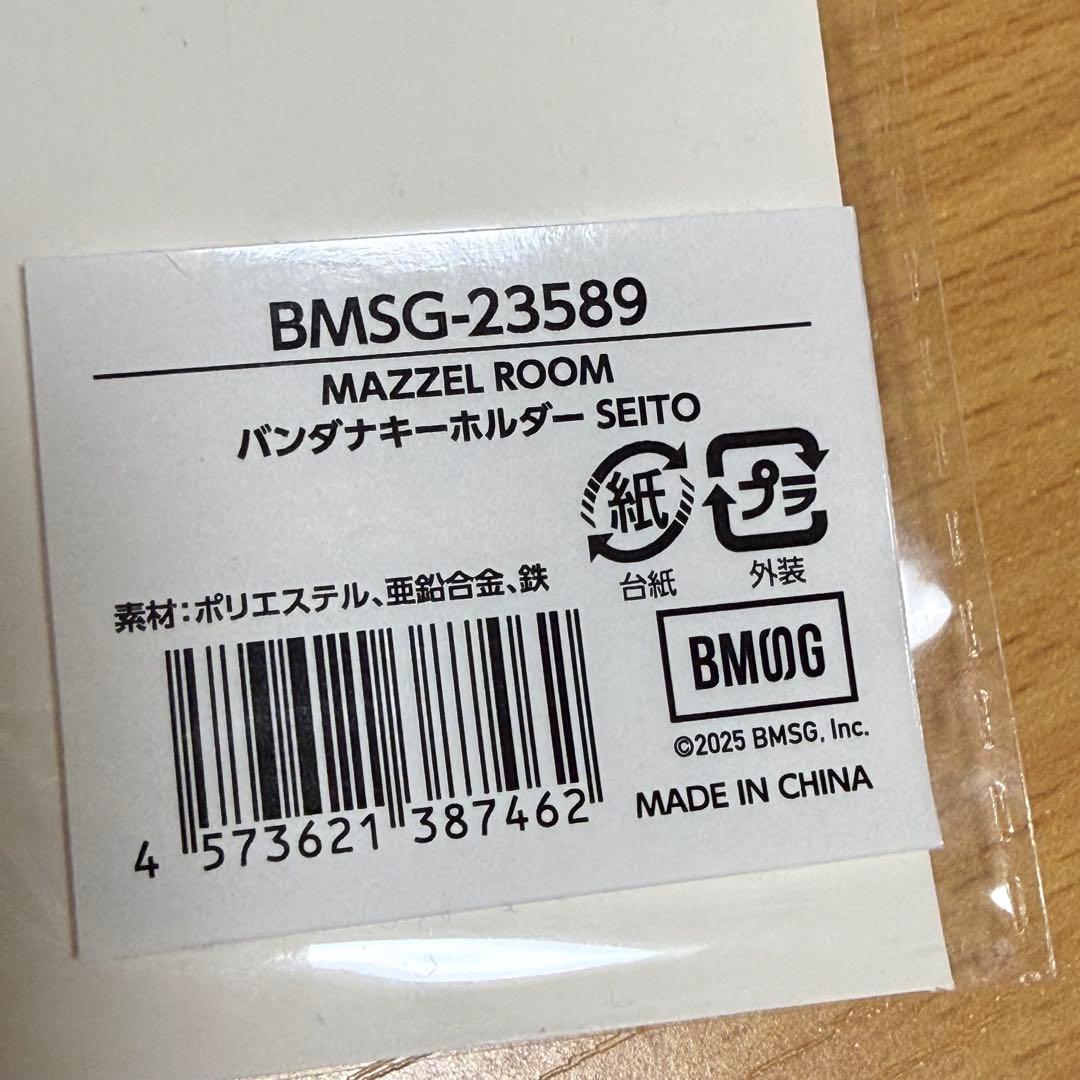 BMSG-23589
MAZZEL ROOM
バンダナキーホルダー SEITO
紙
プラ
台紙
外装
素材：ポリエステル、亜鉛合金、鉄
BMSG
©2025 BMSG, Inc.
MADE IN CHINA
4 573621 387462